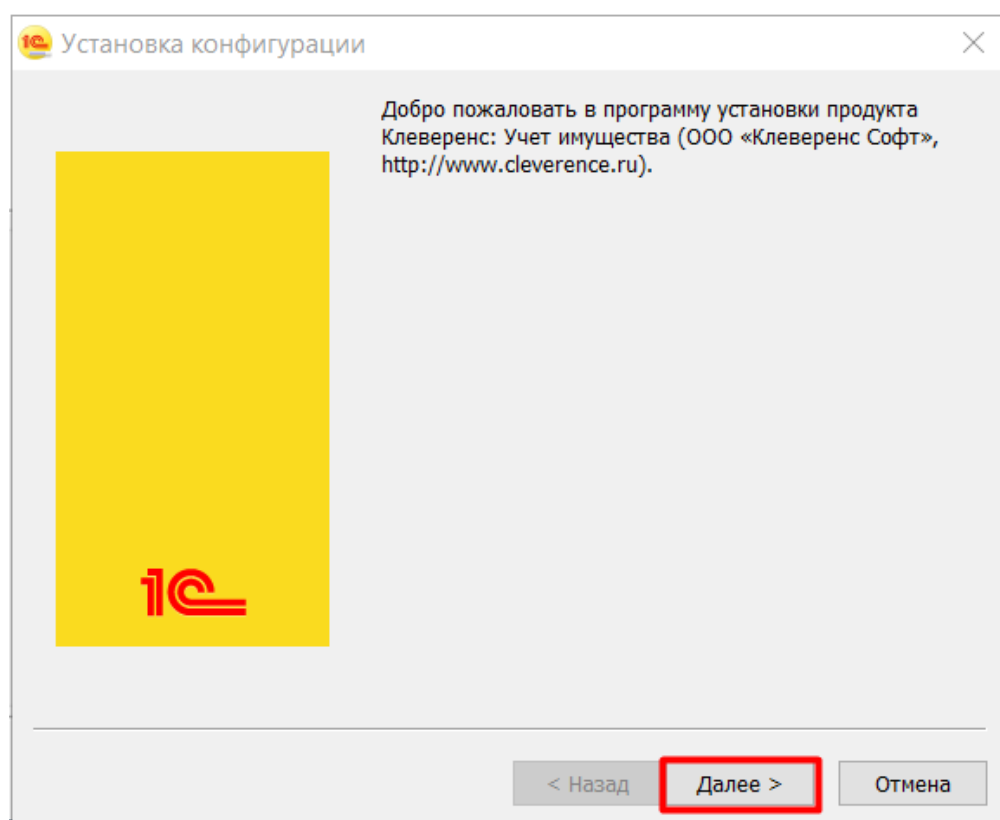 1С Установка конфигурации
Добро пожаловать в программу установки продукта
Клеверенс: Учет имущества (ООО «Клеверенс Софт»,
http://www.cleverence.ru).
1С
< Назад Далее > Отмена